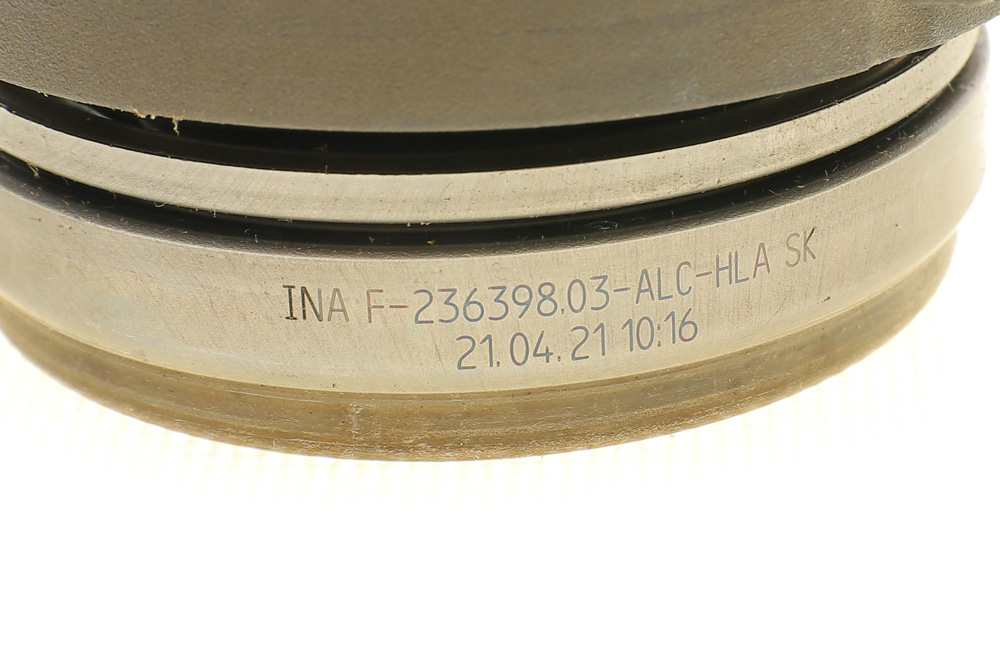 INA F-236398.03-ALC-HLA SK
21.04.21 10:16